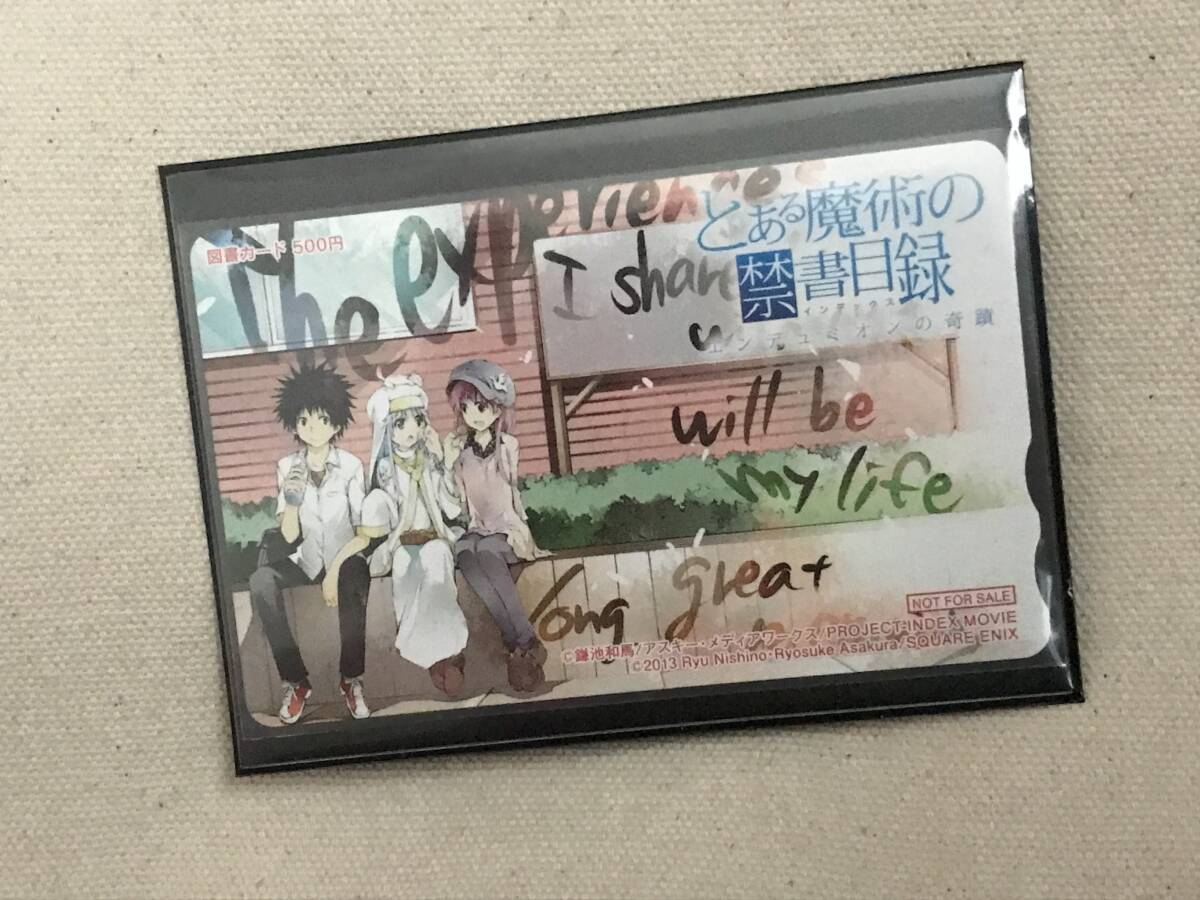 図書カード 500円
The experience
I share
will be
my life
long great
とある魔術の
禁書目録
インデックス
エンデュミオンの奇蹟
NOT FOR SALE
©鎌池和馬/アスキー・メディアワークス/PROJECT-INDEX MOVIE
©2013 Ryu Nishino・Ryosuke Asakura/SQUARE ENIX